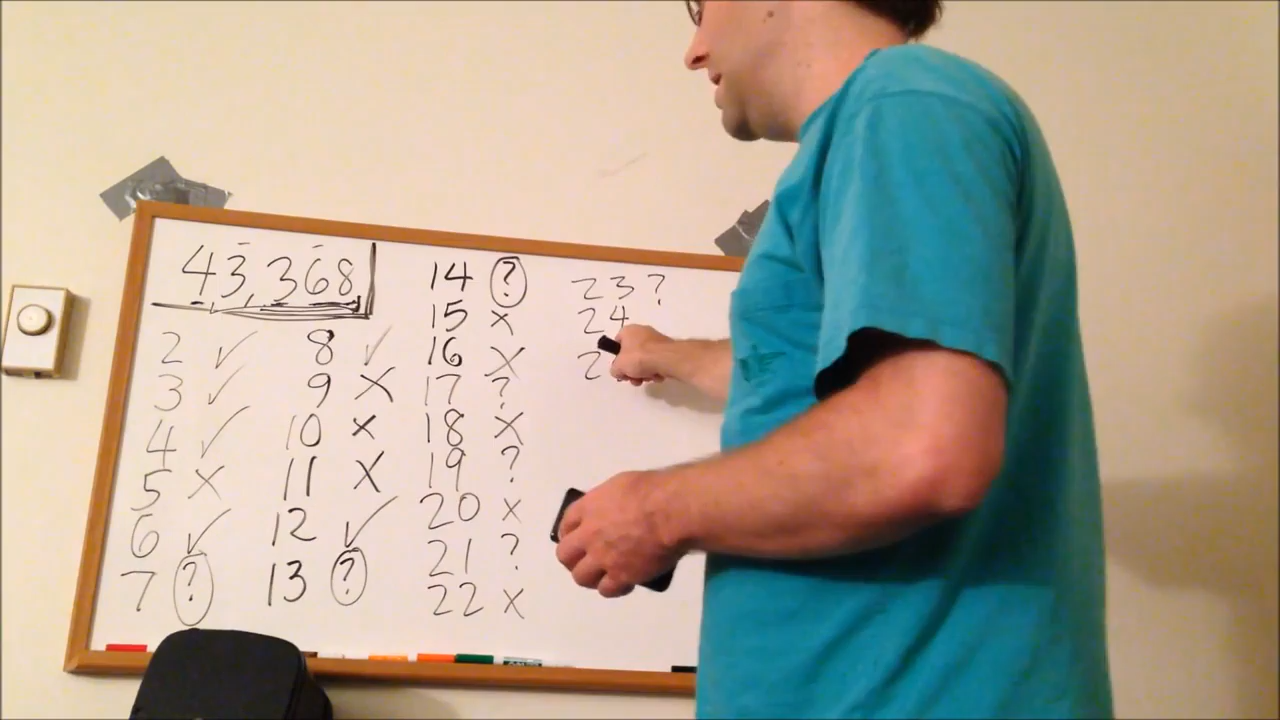 43,368
2 ✓
3 ✓
4 ✓
5 X
6 ✓
7 ?
8 ✓
9 X
10 X
11 X
12 ✓
13 ?
14 ?
15 X
16 X
17 ?
18 X
19 ?
20 X
21 ?
22 X
23 ?
24
2